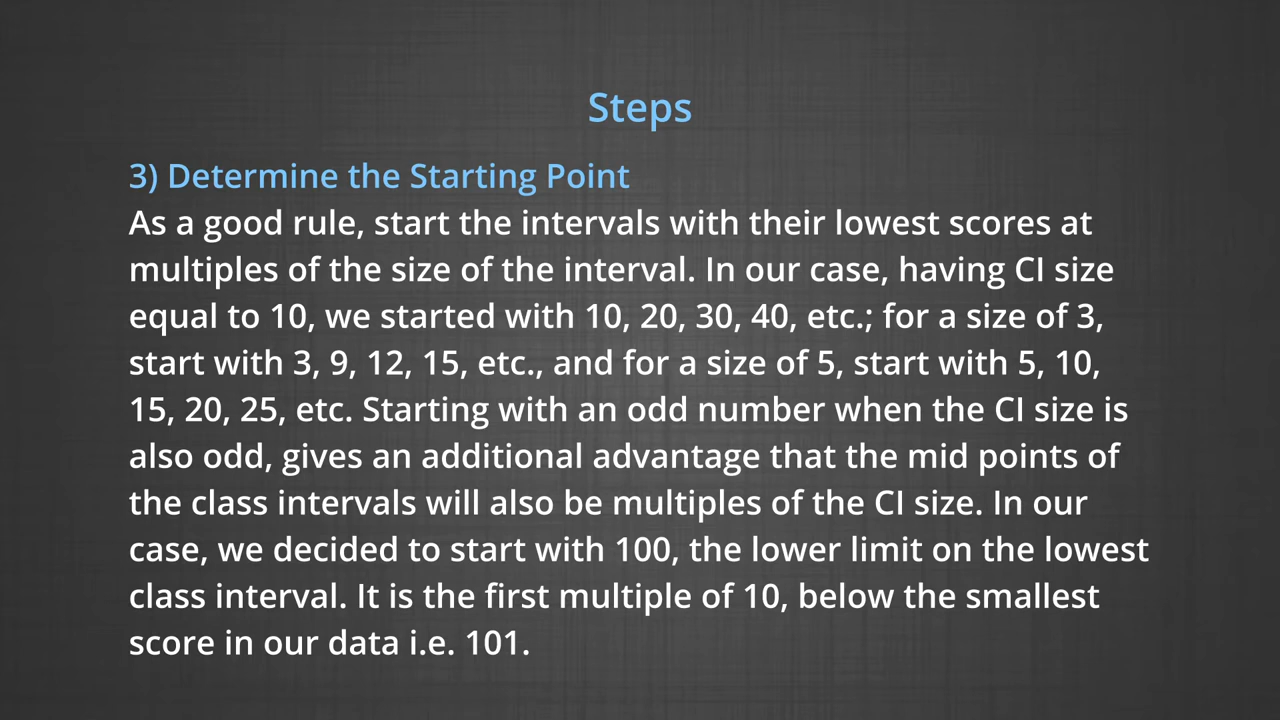 Steps
3) Determine the Starting Point
As a good rule, start the intervals with their lowest scores at
multiples of the size of the interval. In our case, having CI size
equal to 10, we started with 10, 20, 30, 40, etc.; for a size of 3,
start with 3, 9, 12, 15, etc., and for a size of 5, start with 5, 10,
15, 20, 25, etc. Starting with an odd number when the CI size is
also odd, gives an additional advantage that the mid points of
the class intervals will also be multiples of the CI size. In our
case, we decided to start with 100, the lower limit on the lowest
class interval. It is the first multiple of 10, below the smallest
score in our data i.e. 101.